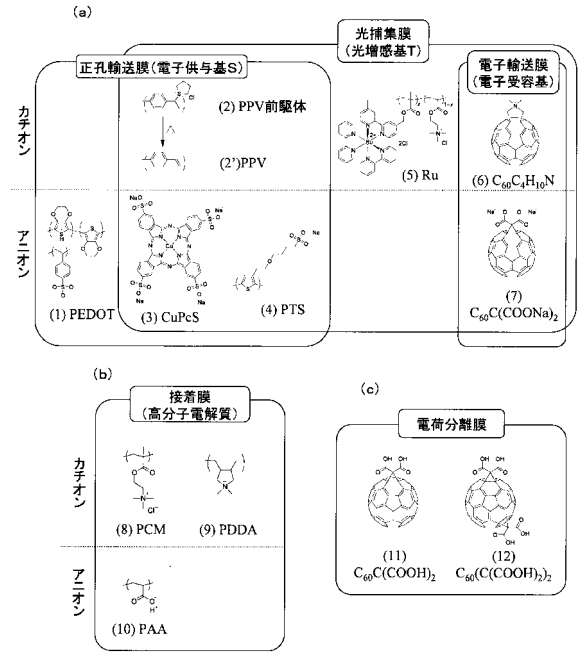 (a)
光捕集膜
(光増感基T)
正孔輸送膜(電子供与基S)
電子輸送膜
(電子受容基)
カチオン
(2) PPV前駆体
(2')PPV
(5) Ru
(6) C60C4H10N
アニオン
(1) PEDOT
(3) CuPcS
(4) PTS
(7)
C60C(COONa)2
(b)
接着膜
(高分子電解質)
カチオン
(8) PCM
(9) PDDA
アニオン
(10) PAA
(c)
電荷分離膜
(11)
C60C(COOH)2
(12)
C60(C(COOH)2)2